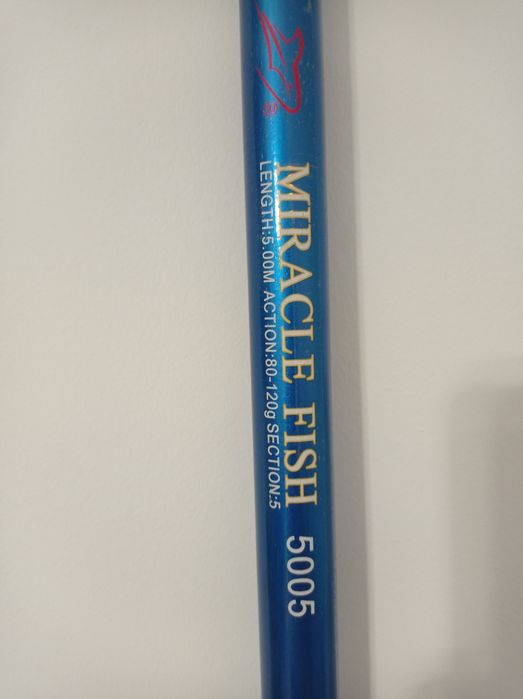 MIRACLE FISH 5005
LENGTH:5.00M ACTION:80-120g SECTION:5